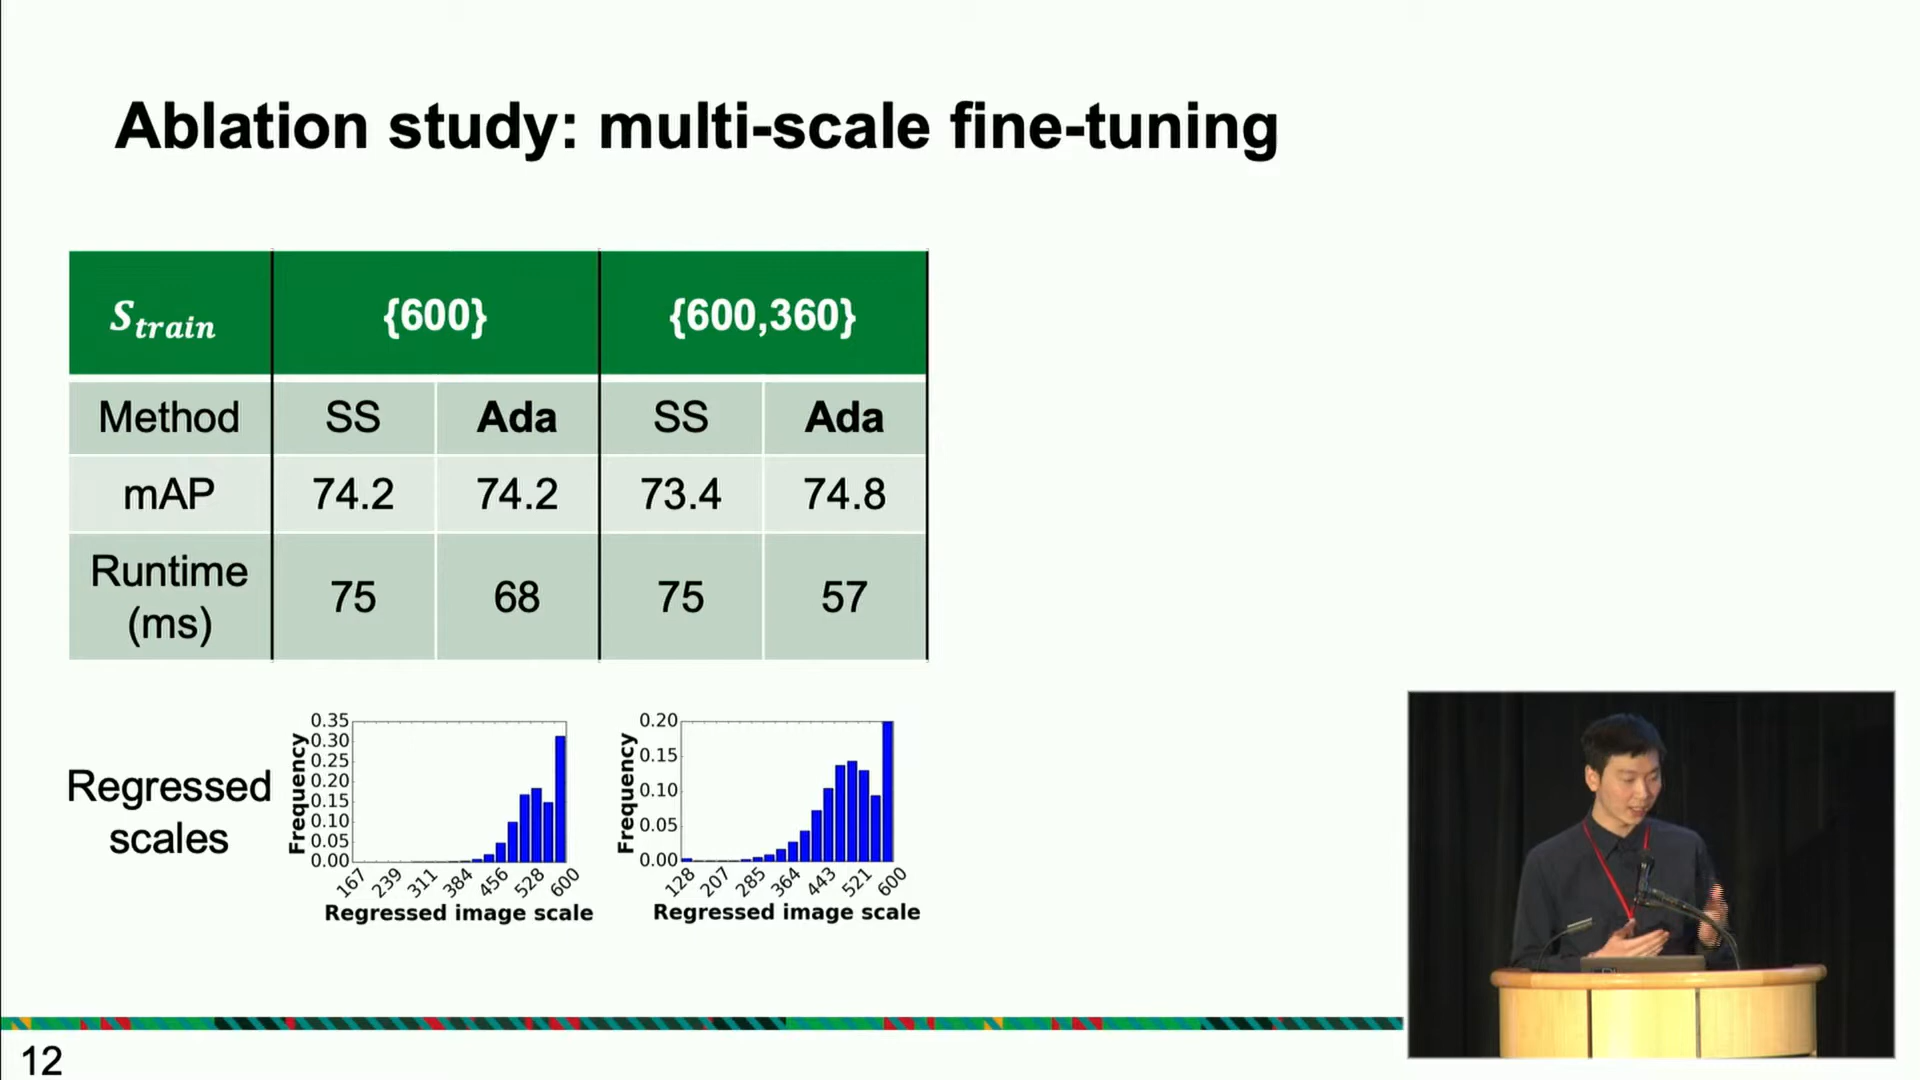 Ablation study: multi-scale fine-tuning
S_train {600} {600,360}
Method SS Ada SS Ada
mAP 74.2 74.2 73.4 74.8
Runtime (ms) 75 68 75 57
Regressed scales
Frequency
0.35
0.30
0.25
0.20
0.15
0.10
0.05
0.00
167 239 311 384 456 528 600
Regressed image scale
Frequency
0.20
0.15
0.10
0.05
0.00
128 207 285 364 443 521 600
Regressed image scale
12